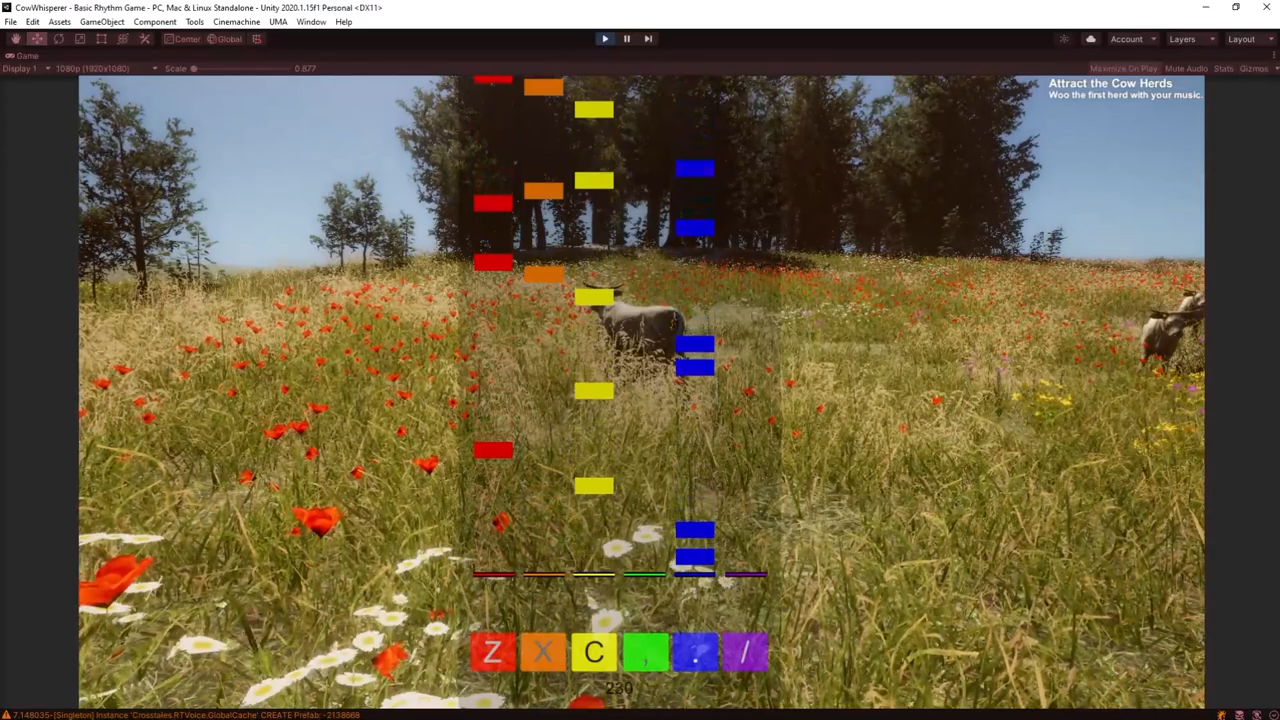 CowWhisperer - Basic Rhythm Game - PC, Mac & Linux Standalone - Unity 2020.1.15f1 Personal <DX11>
File Edit Assets GameObject Component Tools Cinemachine UMA Window Help
Center Global Account Layers Layout
Game
Display 1 1080p (1920x1080) Scale 0.877 Maximize On Play Mute Audio Stats Gizmos
Attract the Cow Herds
Woo the first herd with your music.
Z X C , . /
230
7.148035-[Singleton] Instance 'Crosstales.RTVoice.GlobalCache' CREATE Prefab: -2138668